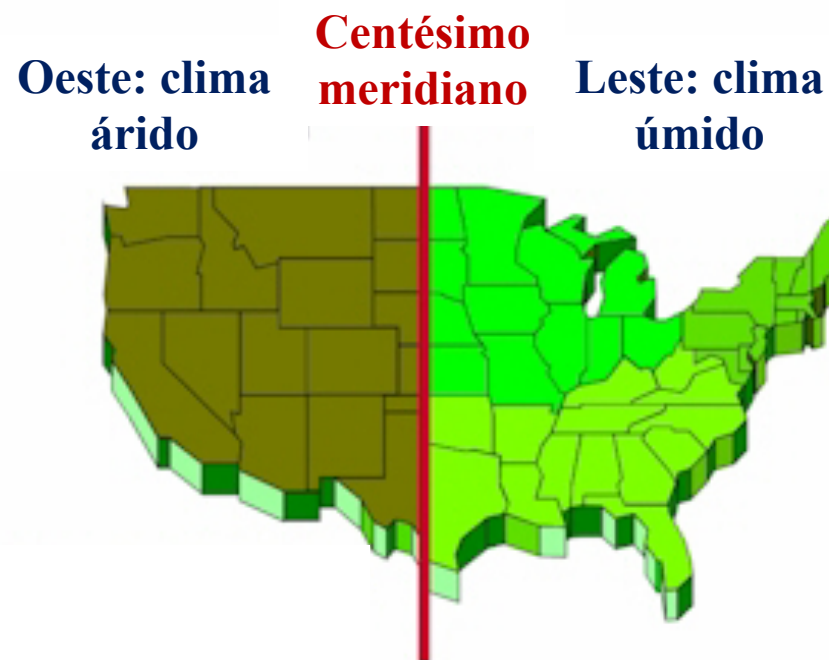 Centésimo
meridiano
Oeste: clima
árido
Leste: clima
úmido